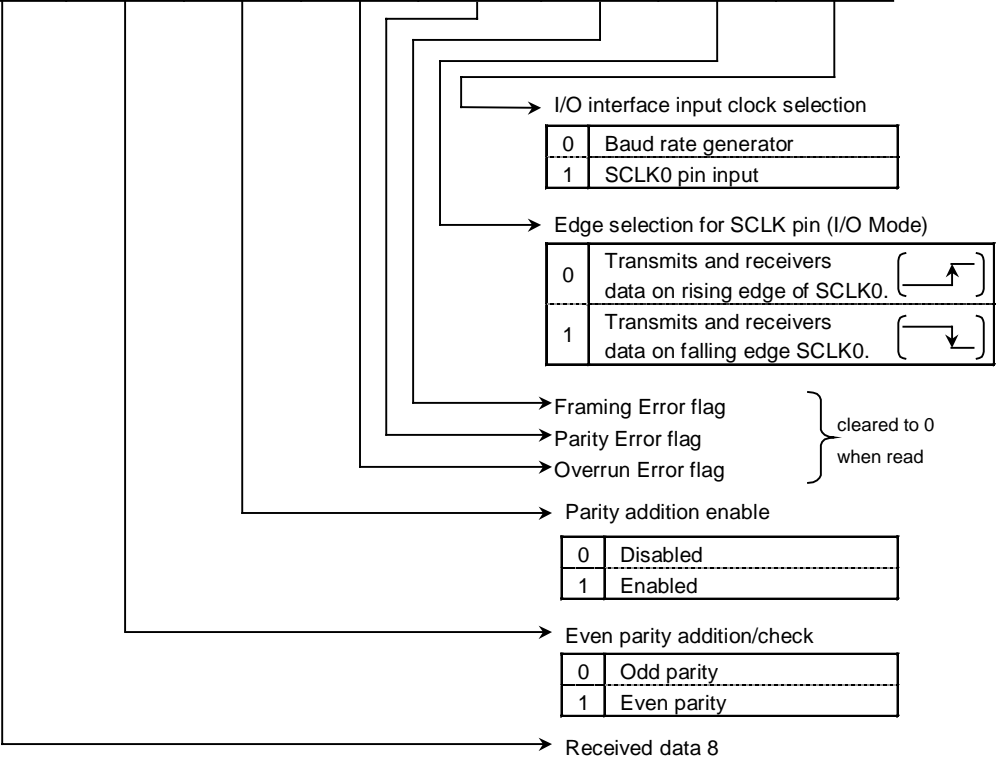 I/O interface input clock selection
0 Baud rate generator
1 SCLK0 pin input
Edge selection for SCLK pin (I/O Mode)
0 Transmits and receivers
data on rising edge of SCLK0.
1 Transmits and receivers
data on falling edge SCLK0.
Framing Error flag
Parity Error flag
Overrun Error flag
cleared to 0
when read
Parity addition enable
0 Disabled
1 Enabled
Even parity addition/check
0 Odd parity
1 Even parity
Received data 8